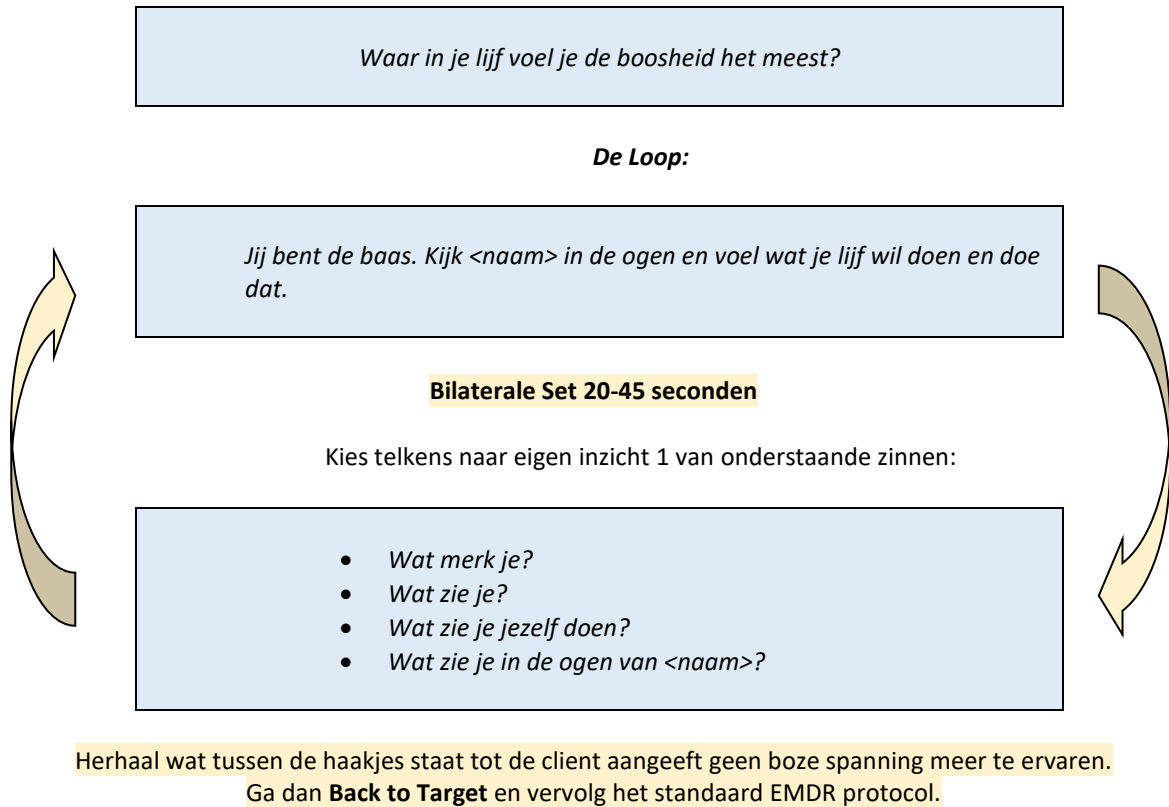 Waar in je lijf voel je de boosheid het meest?
De Loop:
Jij bent de baas. Kijk <naam> in de ogen en voel wat je lijf wil doen en doe
dat.
Bilaterale Set 20-45 seconden
Kies telkens naar eigen inzicht 1 van onderstaande zinnen:
• Wat merk je?
• Wat zie je?
• Wat zie je jezelf doen?
• Wat zie je in de ogen van <naam>?
Herhaal wat tussen de haakjes staat tot de client aangeeft geen boze spanning meer te ervaren.
Ga dan Back to Target en vervolg het standaard EMDR protocol.